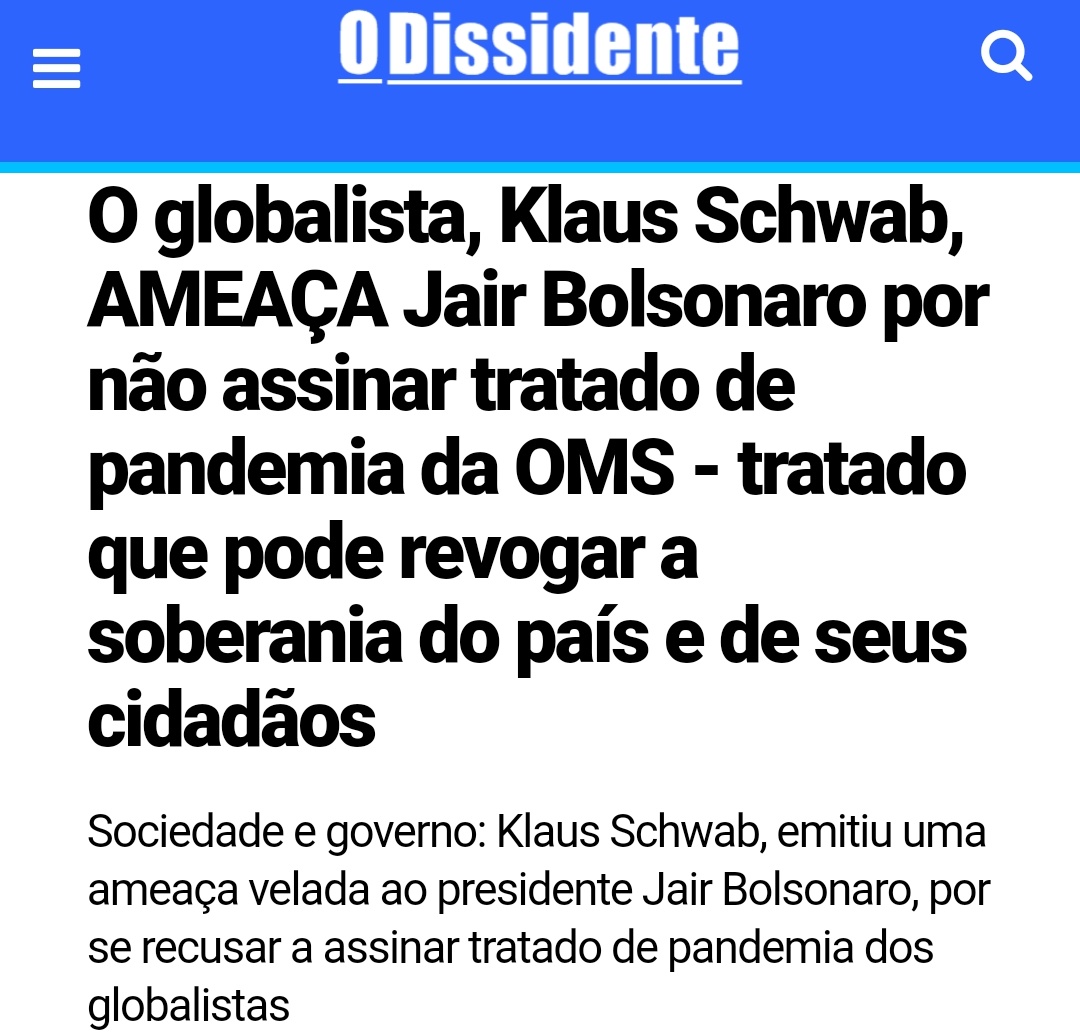 O Dissidente
O globalista, Klaus Schwab,
AMEAÇA Jair Bolsonaro por
não assinar tratado de
pandemia da OMS - tratado
que pode revogar a
soberania do país e de seus
cidadãos
Sociedade e governo: Klaus Schwab, emitiu uma
ameaça velada ao presidente Jair Bolsonaro, por
se recusar a assinar tratado de pandemia dos
globalistas